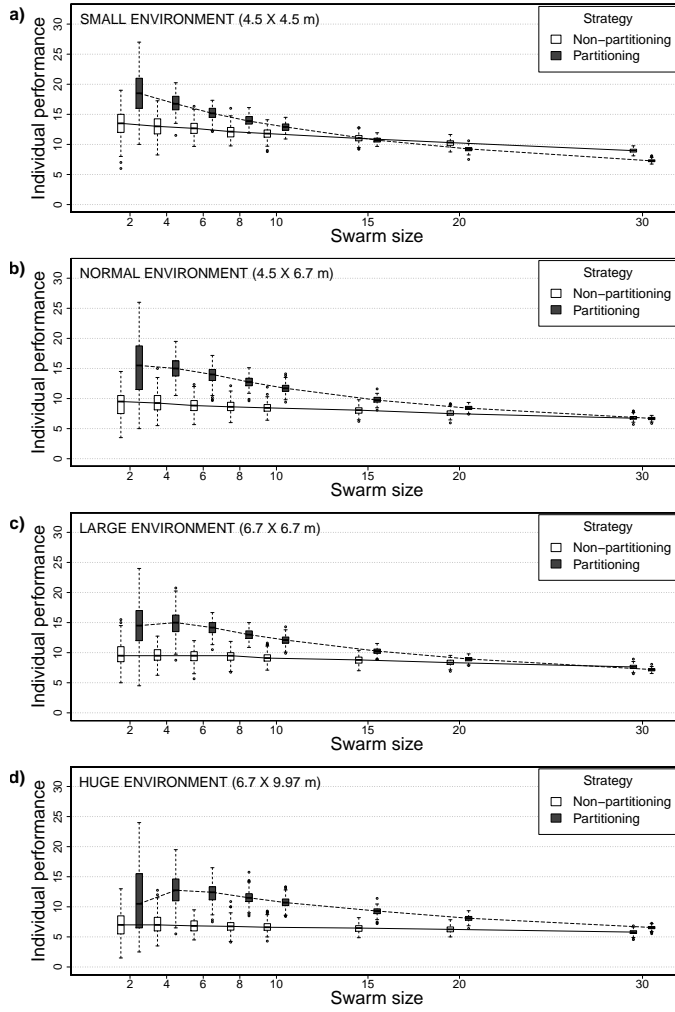 a)
SMALL ENVIRONMENT (4.5 X 4.5 m)
Strategy
Non−partitioning
Partitioning
Individual performance
0 5 10 15 20 25 30
2 4 6 8 10 15 20 30
Swarm size
b)
NORMAL ENVIRONMENT (4.5 X 6.7 m)
Strategy
Non−partitioning
Partitioning
Individual performance
0 5 10 15 20 25 30
2 4 6 8 10 15 20 30
Swarm size
c)
LARGE ENVIRONMENT (6.7 X 6.7 m)
Strategy
Non−partitioning
Partitioning
Individual performance
0 5 10 15 20 25 30
2 4 6 8 10 15 20 30
Swarm size
d)
HUGE ENVIRONMENT (6.7 X 9.97 m)
Strategy
Non−partitioning
Partitioning
Individual performance
0 5 10 15 20 25 30
2 4 6 8 10 15 20 30
Swarm size